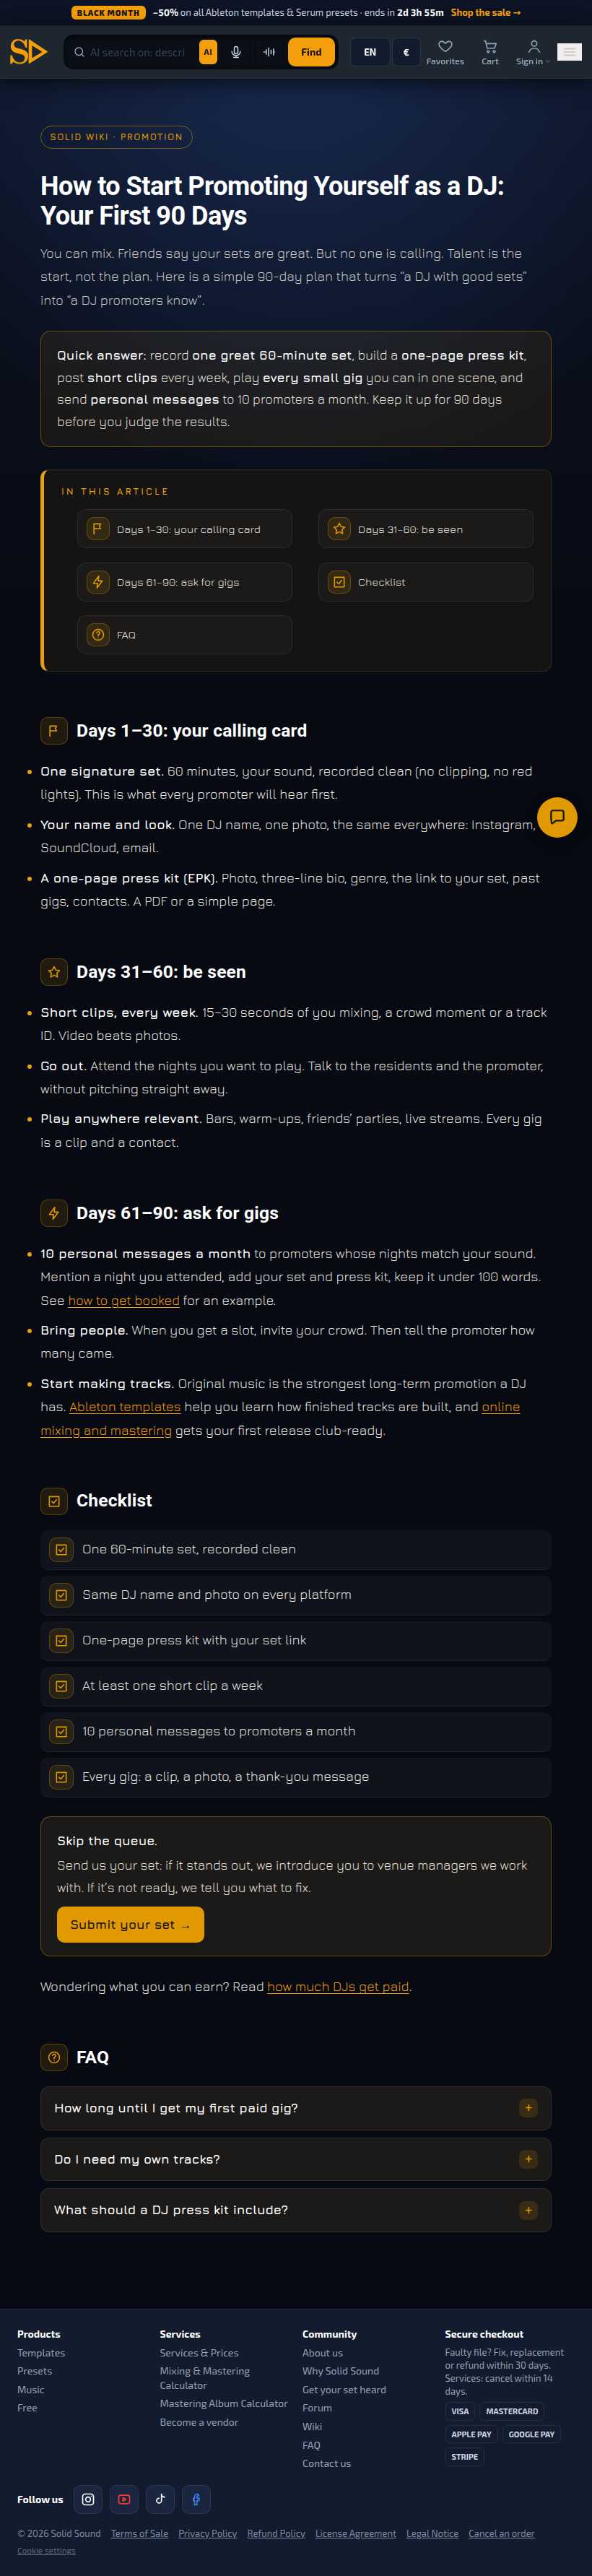 BLACK MONTH −50% on all Ableton templates & Serum presets · ends in 2d 3h 55m Shop the sale →
SD
AI search on: descri
AI
Find
EN
€
Favorites
Cart
Sign in
SOLID WIKI · PROMOTION
How to Start Promoting Yourself as a DJ:
Your First 90 Days
You can mix. Friends say your sets are great. But no one is calling. Talent is the
start, not the plan. Here is a simple 90-day plan that turns “a DJ with good sets”
into “a DJ promoters know”.
Quick answer: record one great 60-minute set, build a one-page press kit,
post short clips every week, play every small gig you can in one scene, and
send personal messages to 10 promoters a month. Keep it up for 90 days
before you judge the results.
IN THIS ARTICLE
Days 1–30: your calling card
Days 31–60: be seen
Days 61–90: ask for gigs
Checklist
FAQ
Days 1–30: your calling card
One signature set. 60 minutes, your sound, recorded clean (no clipping, no red
lights). This is what every promoter will hear first.
Your name and look. One DJ name, one photo, the same everywhere: Instagram,
SoundCloud, email.
A one-page press kit (EPK). Photo, three-line bio, genre, the link to your set, past
gigs, contacts. A PDF or a simple page.
Days 31–60: be seen
Short clips, every week. 15–30 seconds of you mixing, a crowd moment or a track
ID. Video beats photos.
Go out. Attend the nights you want to play. Talk to the residents and the promoter,
without pitching straight away.
Play anywhere relevant. Bars, warm-ups, friends’ parties, live streams. Every gig
is a clip and a contact.
Days 61–90: ask for gigs
10 personal messages a month to promoters whose nights match your sound.
Mention a night you attended, add your set and press kit, keep it under 100 words.
See how to get booked for an example.
Bring people. When you get a slot, invite your crowd. Then tell the promoter how
many came.
Start making tracks. Original music is the strongest long-term promotion a DJ
has. Ableton templates help you learn how finished tracks are built, and online
mixing and mastering gets your first release club-ready.
Checklist
One 60-minute set, recorded clean
Same DJ name and photo on every platform
One-page press kit with your set link
At least one short clip a week
10 personal messages to promoters a month
Every gig: a clip, a photo, a thank-you message
Skip the queue.
Send us your set: if it stands out, we introduce you to venue managers we work
with. If it’s not ready, we tell you what to fix.
Submit your set →
Wondering what you can earn? Read how much DJs get paid.
FAQ
How long until I get my first paid gig?
+
Do I need my own tracks?
+
What should a DJ press kit include?
+
Products
Templates
Presets
Music
Free
Services
Services & Prices
Mixing & Mastering
Calculator
Mastering Album Calculator
Become a vendor
Community
About us
Why Solid Sound
Get your set heard
Forum
Wiki
FAQ
Contact us
Secure checkout
Faulty file? Fix, replacement
or refund within 30 days.
Services: cancel within 14
days.
VISA
MASTERCARD
APPLE PAY
GOOGLE PAY
STRIPE
Follow us
© 2026 Solid Sound Terms of Sale Privacy Policy Refund Policy License Agreement Legal Notice Cancel an order
Cookie settings